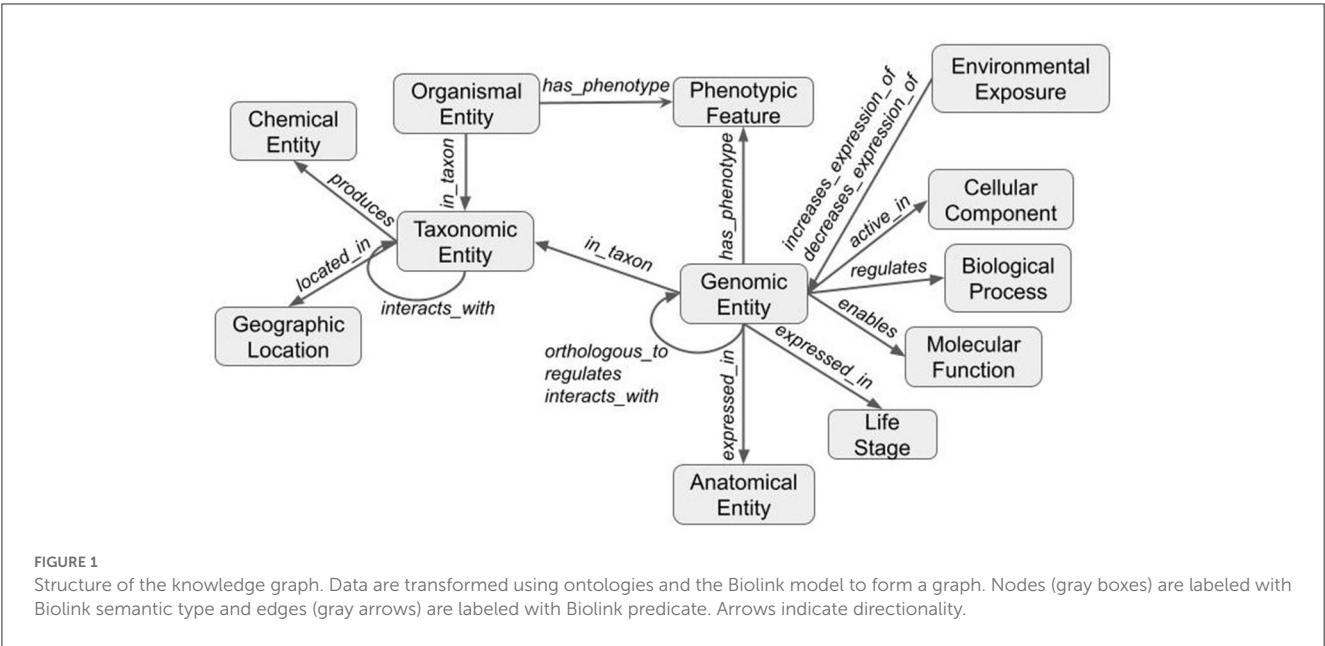 Environmental
Exposure
Organismal
Entity
has_phenotype
Phenotypic
Feature
increases_expression_of
decreases_expression_of
Chemical
Entity
produces
in_taxon
has_phenotype
active_in
Cellular
Component
Taxonomic
Entity
located_in
in_taxon
interacts_with
regulates
Biological
Process
Genomic
Entity
Geographic
Location
enables
Molecular
Function
orthologous_to
regulates
interacts_with
expressed_in
expressed_in
Life
Stage
Anatomical
Entity
FIGURE 1
Structure of the knowledge graph. Data are transformed using ontologies and the Biolink model to form a graph. Nodes (gray boxes) are labeled with
Biolink semantic type and edges (gray arrows) are labeled with Biolink predicate. Arrows indicate directionality.